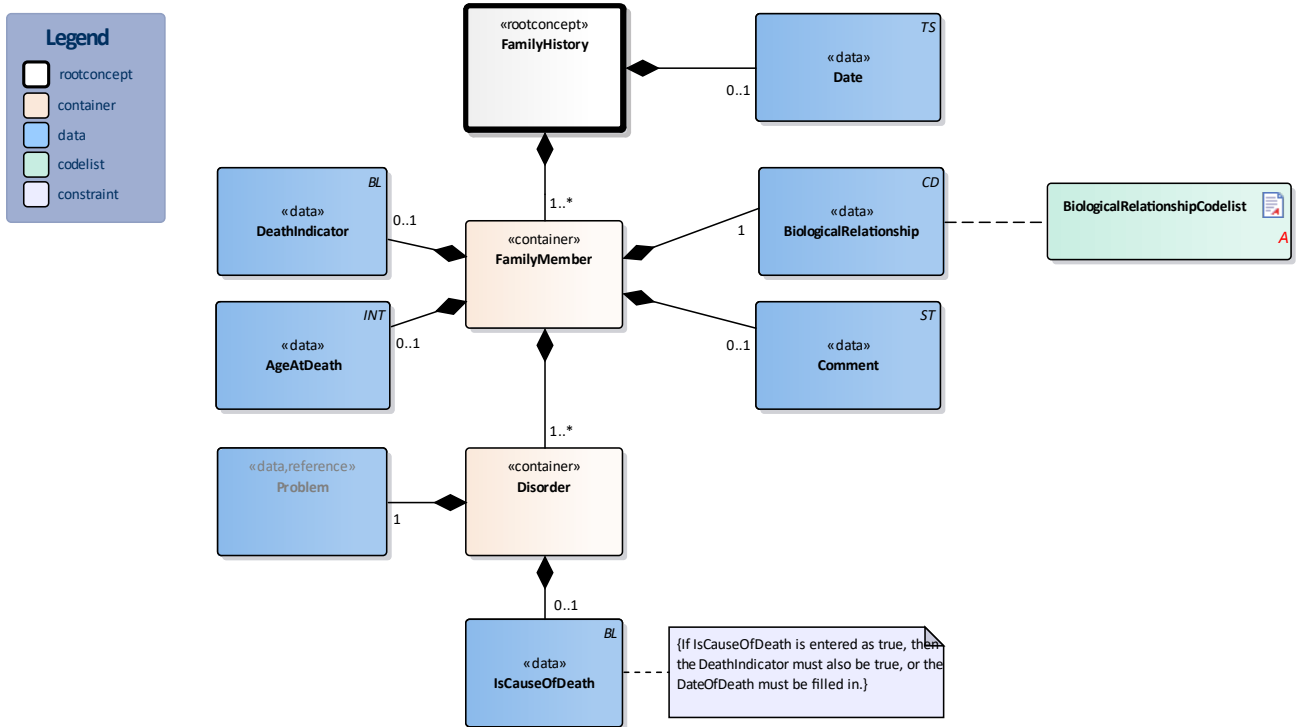 Legend
rootconcept
container
data
codelist
constraint
«rootconcept»
FamilyHistory
TS
«data»
Date
0..1
1..*
BL
«data»
DeathIndicator
0..1
«container»
FamilyMember
CD
«data»
BiologicalRelationship
1
BiologicalRelationshipCodelist
A
INT
«data»
AgeAtDeath
0..1
ST
«data»
Comment
0..1
1..*
«data,reference»
Problem
1
«container»
Disorder
0..1
BL
«data»
IsCauseOfDeath
{If IsCauseOfDeath is entered as true, then
the DeathIndicator must also be true, or the
DateOfDeath must be filled in.}